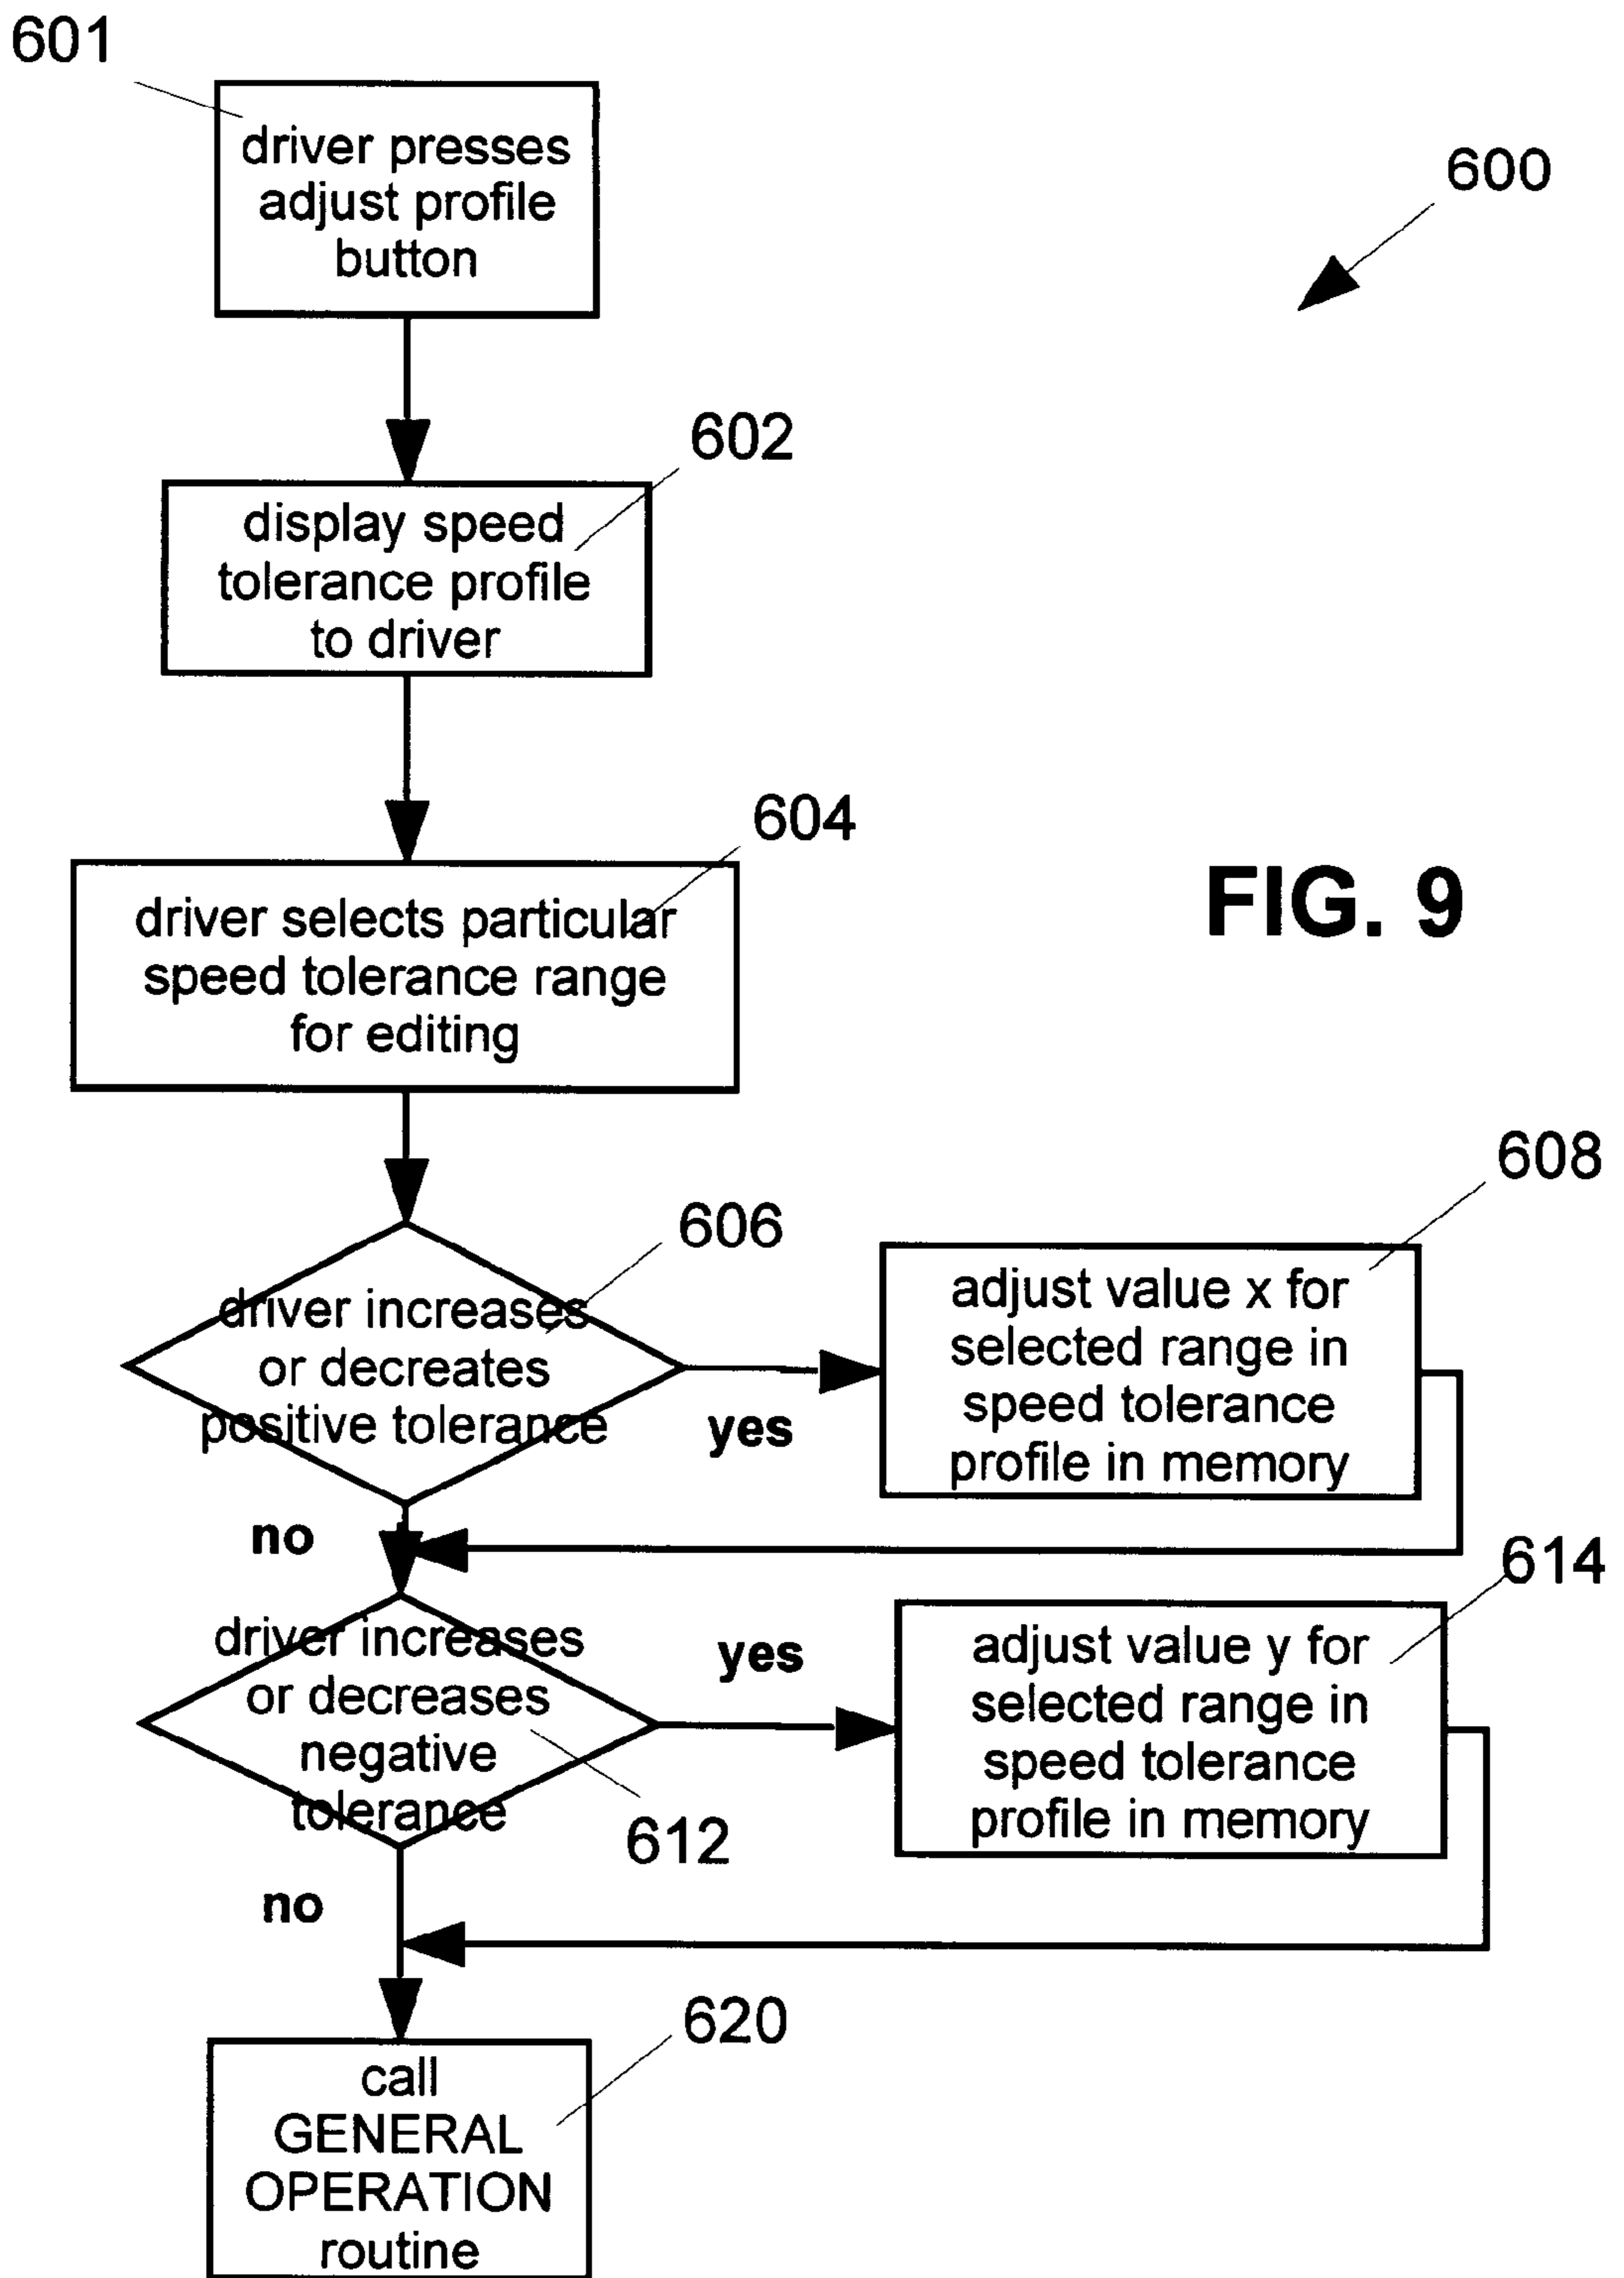 601
driver presses
adjust profile
button
600
602
display speed
tolerance profile
to driver
604
driver selects particular
speed tolerance range
for editing
FIG. 9
606
driver increases
or decreates
positive tolerance
yes
608
adjust value x for
selected range in
speed tolerance
profile in memory
no
614
driver increases
or decreases
negative
tolerance
612
yes
adjust value y for
selected range in
speed tolerance
profile in memory
no
620
call
GENERAL
OPERATION
routine